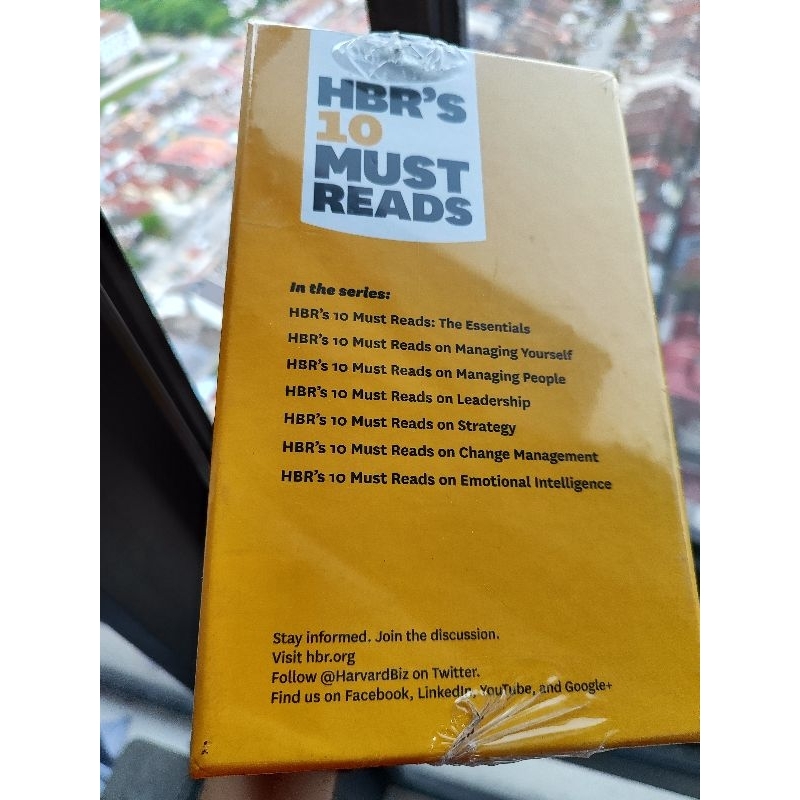 HBR'S
10
MUST
READS
In the series:
HBR's 10 Must Reads: The Essentials
HBR's 10 Must Reads on Managing Yourself
HBR's 10 Must Reads on Managing People
HBR's 10 Must Reads on Leadership
HBR's 10 Must Reads on Strategy
HBR's 10 Must Reads on Change Management
HBR's 10 Must Reads on Emotional Intelligence
Stay informed. Join the discussion.
Visit hbr.org
Follow @HarvardBiz on Twitter.
Find us on Facebook, LinkedIn, YouTube, and Google+